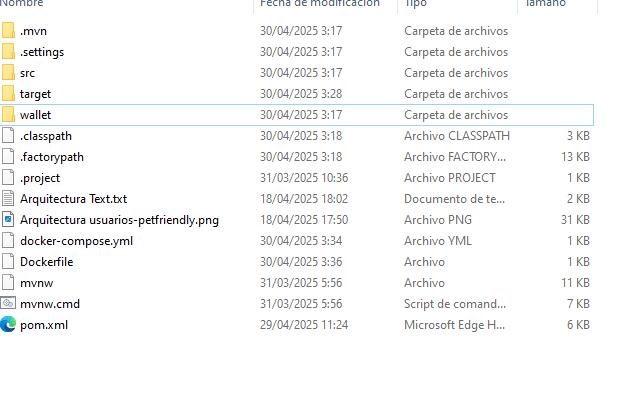 Nombre Fecha de modificación Tipo Tamaño
.mvn 30/04/2025 3:17 Carpeta de archivos
.settings 30/04/2025 3:17 Carpeta de archivos
src 30/04/2025 3:17 Carpeta de archivos
target 30/04/2025 3:28 Carpeta de archivos
wallet 30/04/2025 3:17 Carpeta de archivos
.classpath 30/04/2025 3:18 Archivo CLASSPATH 3 KB
.factorypath 30/04/2025 3:18 Archivo FACTORY... 13 KB
.project 31/03/2025 10:36 Archivo PROJECT 1 KB
Arquitectura Text.txt 18/04/2025 18:02 Documento de te... 2 KB
Arquitectura usuarios-petfriendly.png 18/04/2025 17:50 Archivo PNG 31 KB
docker-compose.yml 30/04/2025 3:34 Archivo YML 1 KB
Dockerfile 30/04/2025 3:36 Archivo 1 KB
mvnw 31/03/2025 5:56 Archivo 11 KB
mvnw.cmd 31/03/2025 5:56 Script de comand... 7 KB
pom.xml 29/04/2025 11:24 Microsoft Edge H... 6 KB